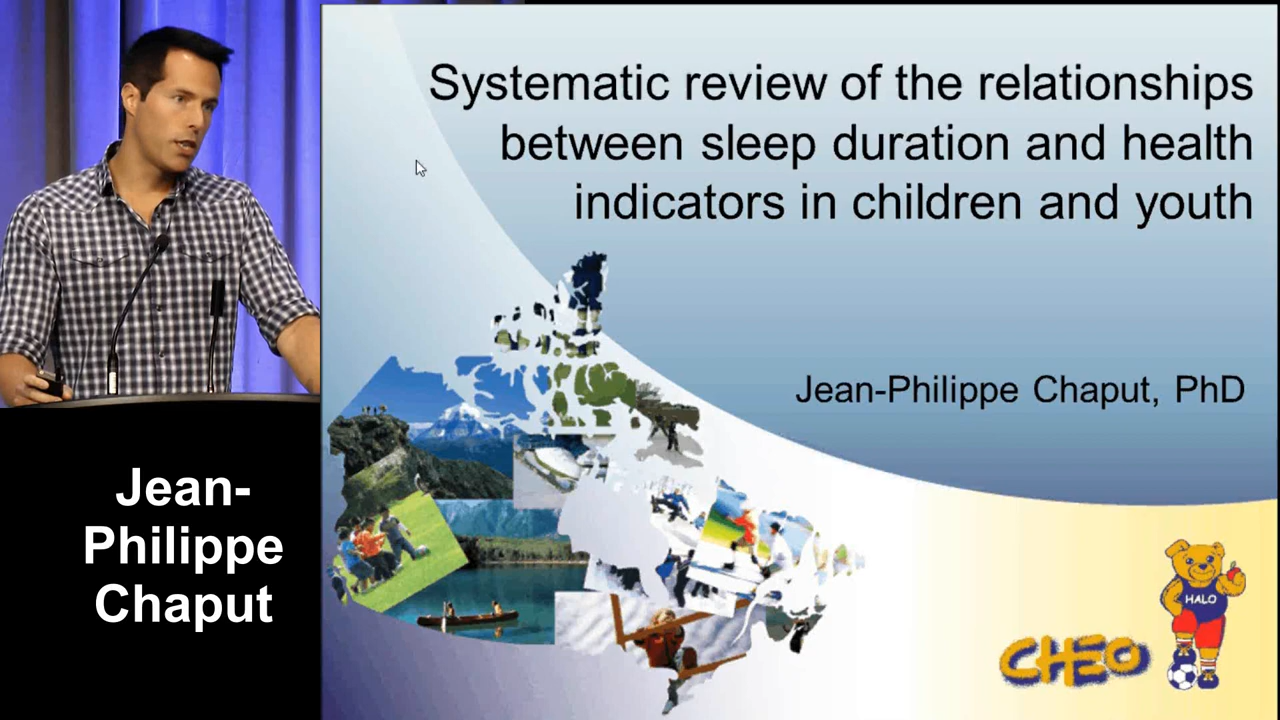 Systematic review of the relationships
between sleep duration and health
indicators in children and youth
Jean-Philippe Chaput, PhD
Jean-
Philippe
Chaput
HALO
CHEO